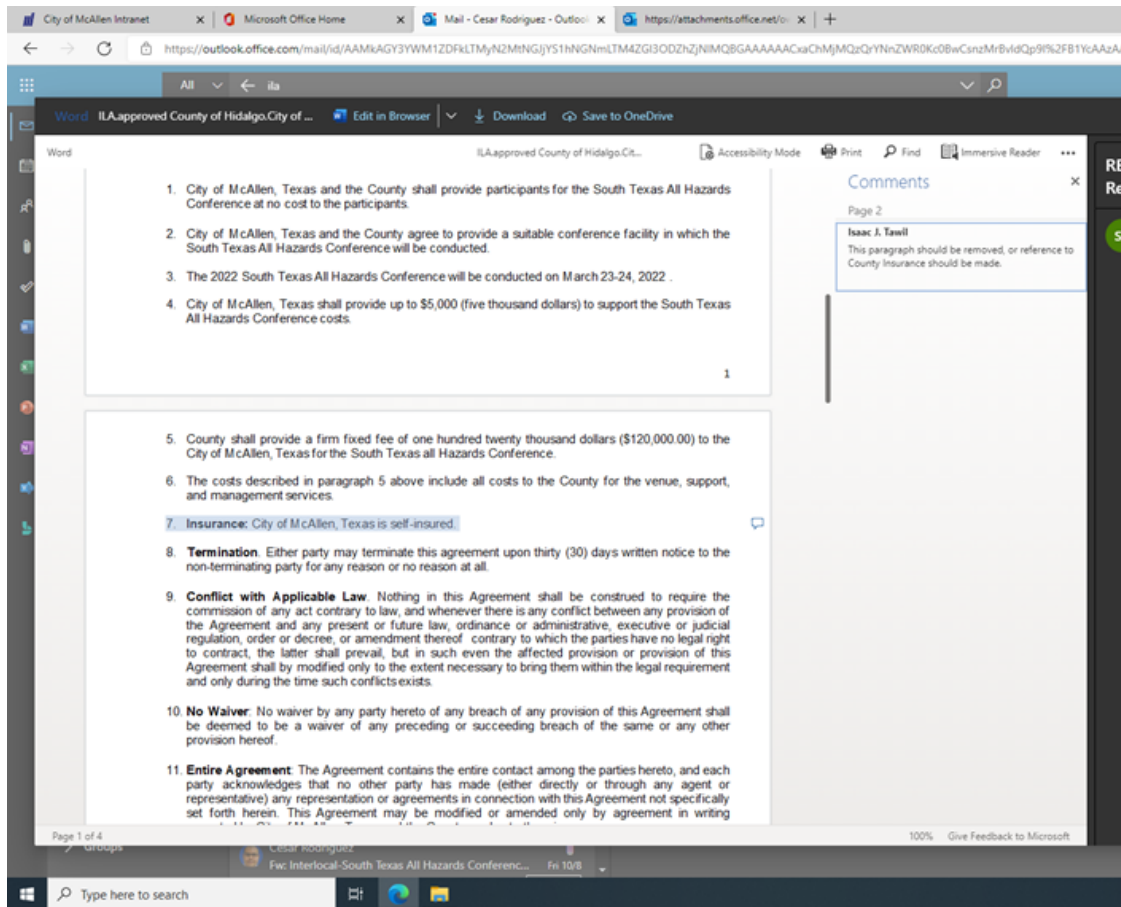 City of McAllen Intranet
Microsoft Office Home
Mail - Cesar Rodriguez - Outlook
https://attachments.office.net/o
https://outlook.office.com/mail/id/
All
ila
Word
ILA.approved County of Hidalgo.City of ...
Edit in Browser
Download
Save to OneDrive
Word
ILA.approved County of Hidalgo.Cit...
Accessibility Mode
Print
Find
Immersive Reader
...
1. City of McAllen, Texas and the County shall provide participants for the South Texas All Hazards
Conference at no cost to the participants.
2. City of McAllen, Texas and the County agree to provide a suitable conference facility in which the
South Texas All Hazards Conference will be conducted.
3. The 2022 South Texas All Hazards Conference will be conducted on March 23-24, 2022 .
4. City of McAllen, Texas shall provide up to $5,000 (five thousand dollars) to support the South Texas
All Hazards Conference costs.
1
5. County shall provide a firm fixed fee of one hundred twenty thousand dollars ($120,000.00) to the
City of McAllen, Texas for the South Texas all Hazards Conference.
6. The costs described in paragraph 5 above include all costs to the County for the venue, support,
and management services.
7. Insurance: City of McAllen, Texas is self-insured.
8. Termination. Either party may terminate this agreement upon thirty (30) days written notice to the
non-terminating party for any reason or no reason at all.
9. Conflict with Applicable Law. Nothing in this Agreement shall be construed to require the
commission of any act contrary to law, and whenever there is any conflict between any provision of
the Agreement and any present or future law, ordinance or administrative, executive or judicial
regulation, order or decree, or amendment thereof contrary to which the parties have no legal right
to contract, the latter shall prevail, but in such even the affected provision or provision of this
Agreement shall by modified only to the extent necessary to bring them within the legal requirement
and only during the time such conflicts exists.
10. No Waiver: No waiver by any party hereto of any breach of any provision of this Agreement shall
be deemed to be a waiver of any preceding or succeeding breach of the same or any other
provision hereof.
11. Entire Agreement: The Agreement contains the entire contact among the parties hereto, and each
party acknowledges that no other party has made (either directly or through any agent or
representative) any representation or agreements in connection with this Agreement not specifically
set forth herein. This Agreement may be modified or amended only by agreement in writing
Comments
Page 2
Isaac J. Tawil
This paragraph should be removed, or reference to
County Insurance should be made.
RE
Re
S
Page 1 of 4
100% Give Feedback to Microsoft
Groups
Cesar Rodriguez
Fw: Interlocal-South Texas All Hazards Conferenc... Fri 10/8
Type here to search